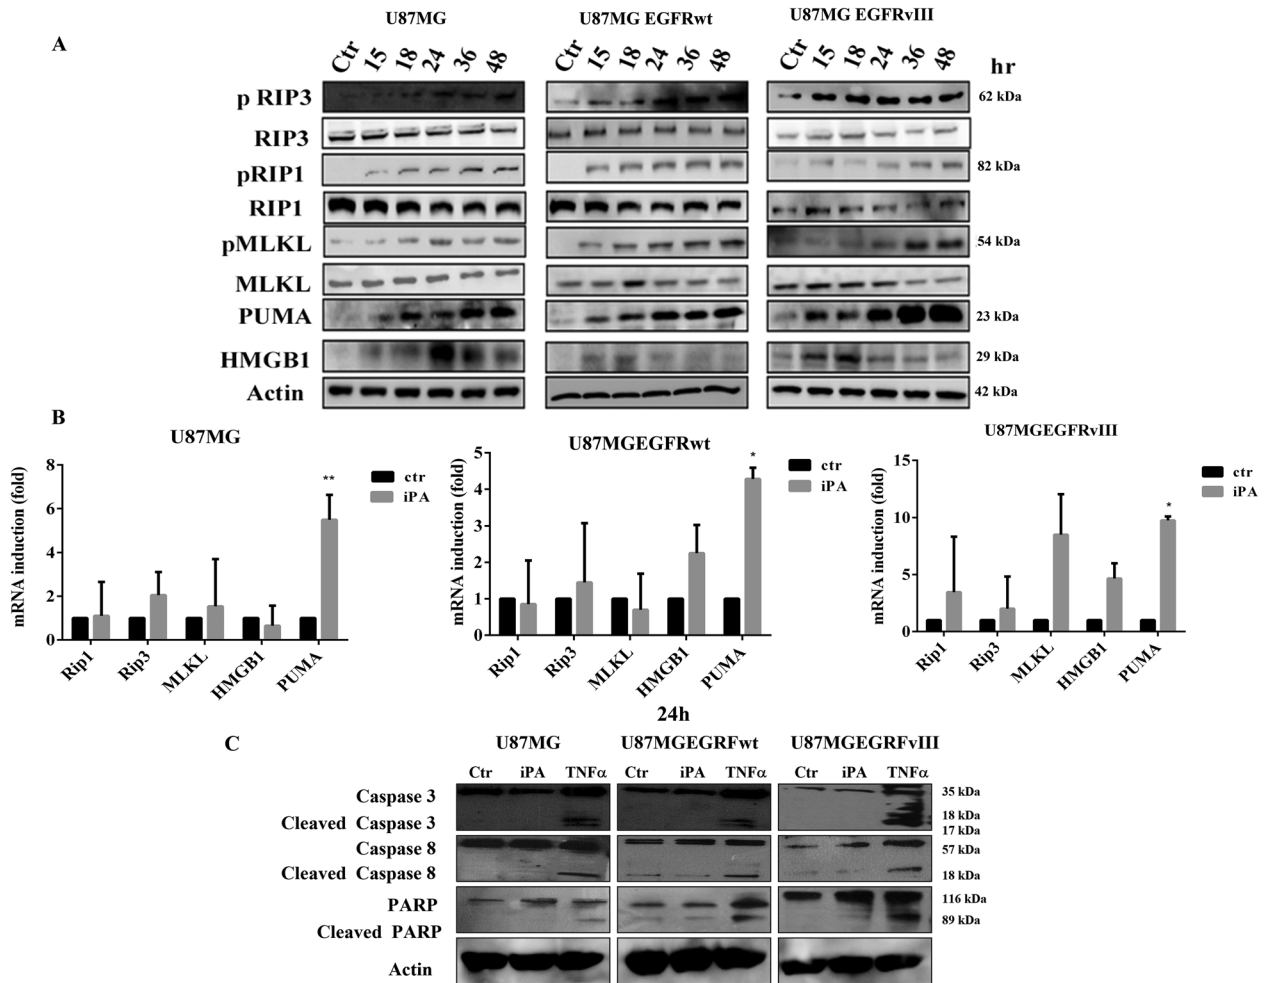 U87MG U87MG EGFRwt U87MG EGFRvIII
A
Ctr 15 18 24 36 48 Ctr 15 18 24 36 48 Ctr 15 18 24 36 48 hr
p RIP3 62 kDa
RIP3
pRIP1 82 kDa
RIP1
pMLKL 54 kDa
MLKL
PUMA 23 kDa
HMGB1 29 kDa
Actin 42 kDa
B
U87MG
mRNA induction (fold)
8
6
4
2
0
**
ctr
iPA
Rip1 Rip3 MLKL HMGB1 PUMA
U87MGEGFRwt
mRNA induction (fold)
5
4
3
2
1
0
*
ctr
iPA
Rip1 Rip3 MLKL HMGB1 PUMA
U87MGEGFRvIII
mRNA induction (fold)
15
10
5
0
*
ctr
iPA
Rip1 Rip3 MLKL HMGB1 PUMA
24h
C
U87MG U87MGEGRFwt U87MGEGRFvIII
Ctr iPA TNFα Ctr iPA TNFα Ctr iPA TNFα
Caspase 3 35 kDa
Cleaved Caspase 3 18 kDa
17 kDa
Caspase 8 57 kDa
Cleaved Caspase 8 18 kDa
PARP 116 kDa
Cleaved PARP 89 kDa
Actin